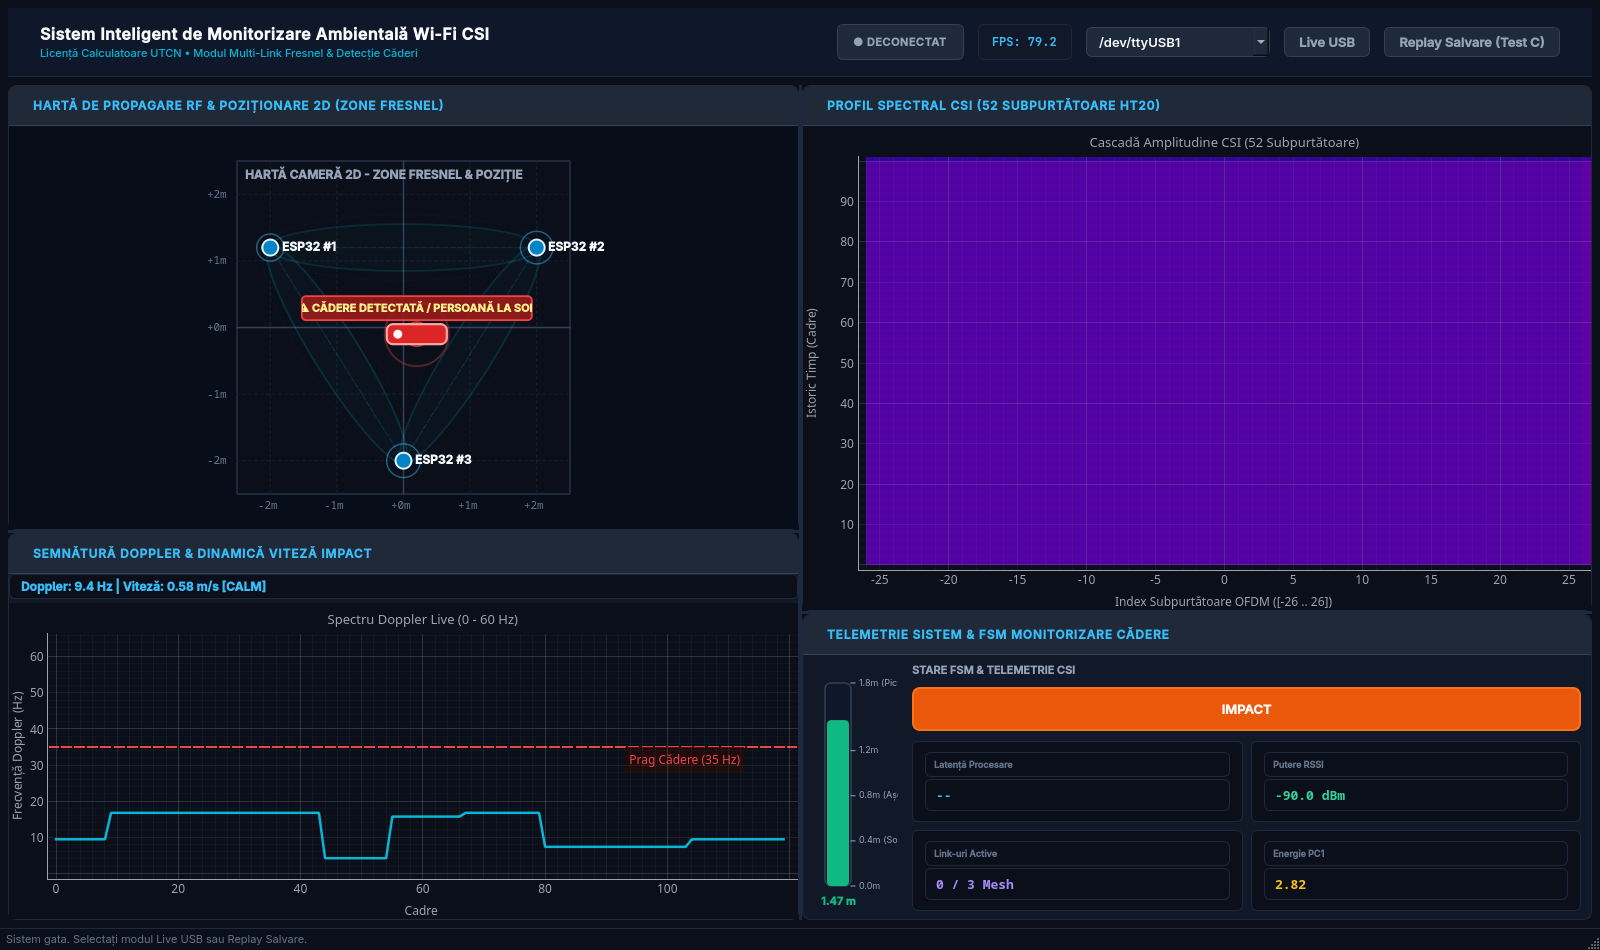 Sistem Inteligent de Monitorizare Ambientală Wi-Fi CSI
Licență Calculatoare UTCN • Modul Multi-Link Fresnel & Detecție Căderi
● DECONECTAT
FPS: 79.2
/dev/ttyUSB1
Live USB
Replay Salvare (Test C)
HARTĂ DE PROPAGARE RF & POZIȚIONARE 2D (ZONE FRESNEL)
HARTĂ CAMERĂ 2D - ZONE FRESNEL & POZIȚIE
+2m
+1m
+0m
-1m
-2m
ESP32 #1
ESP32 #2
⚠ CĂDERE DETECTATĂ / PERSOANĂ LA SOL
ESP32 #3
-2m
-1m
+0m
+1m
+2m
PROFIL SPECTRAL CSI (52 SUBPURTĂTOARE HT20)
Cascadă Amplitudine CSI (52 Subpurtătoare)
Istoric Timp (Cadre)
90
80
70
60
50
40
30
20
10
-25
-20
-15
-10
-5
0
5
10
15
20
25
Index Subpurtătoare OFDM ([-26 .. 26])
SEMNĂTURĂ DOPPLER & DINAMICĂ VITEZĂ IMPACT
Doppler: 9.4 Hz | Viteză: 0.58 m/s [CALM]
Spectru Doppler Live (0 - 60 Hz)
Frecvență Doppler (Hz)
60
50
40
30
20
10
Prag Cădere (35 Hz)
0
20
40
60
80
100
Cadre
TELEMETRIE SISTEM & FSM MONITORIZARE CĂDERE
1.8m (Pic
1.2m
0.8m (Aș
0.4m (So
0.0m
1.47 m
STARE FSM & TELEMETRIE CSI
IMPACT
Latență Procesare
--
Putere RSSI
-90.0 dBm
Link-uri Active
0 / 3 Mesh
Energie PC1
2.82
Sistem gata. Selectați modul Live USB sau Replay Salvare.